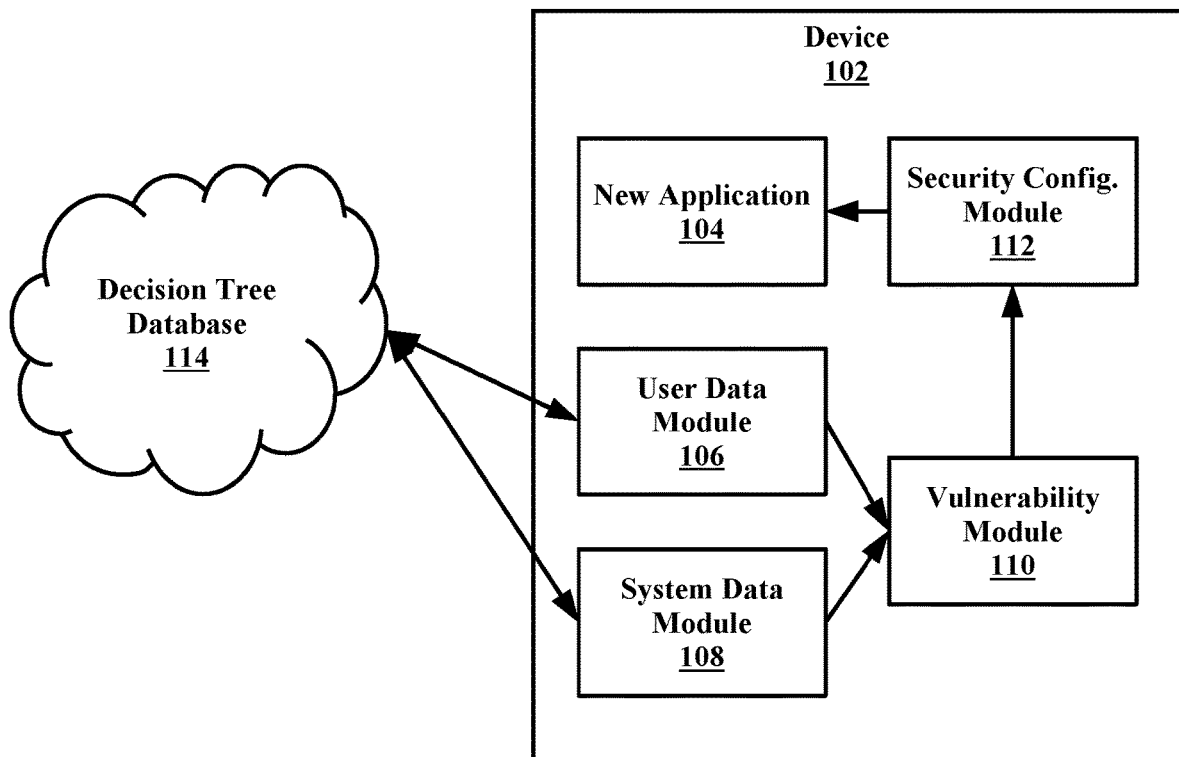 Device
102
New Application
104
Security Config.
Module
112
Decision Tree
Database
114
User Data
Module
106
Vulnerability
Module
110
System Data
Module
108